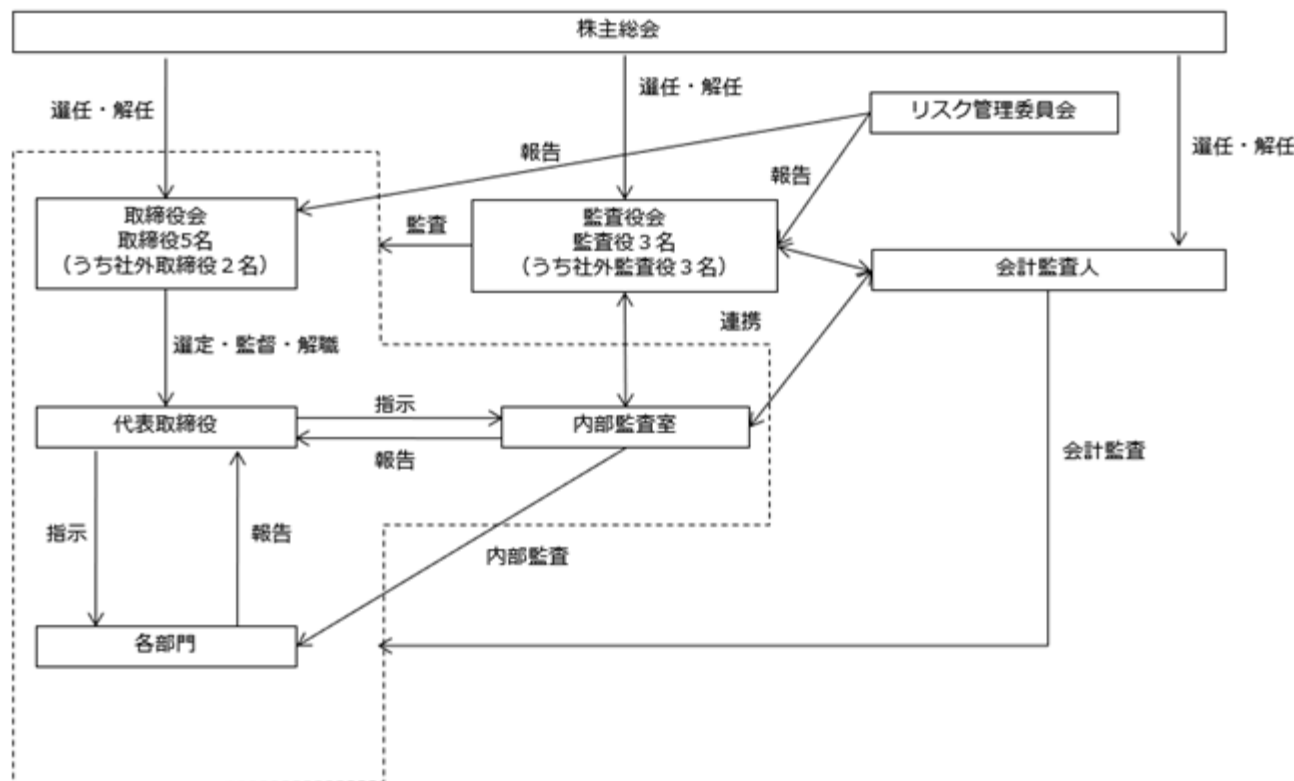 株主総会
選任・解任
選任・解任
リスク管理委員会
選任・解任
報告
報告
取締役会
取締役5名
（うち社外取締役２名）
監査
監査役会
監査役３名
（うち社外監査役３名）
会計監査人
連携
選定・監督・解職
代表取締役
指示
報告
内部監査室
会計監査
指示
報告
内部監査
各部門